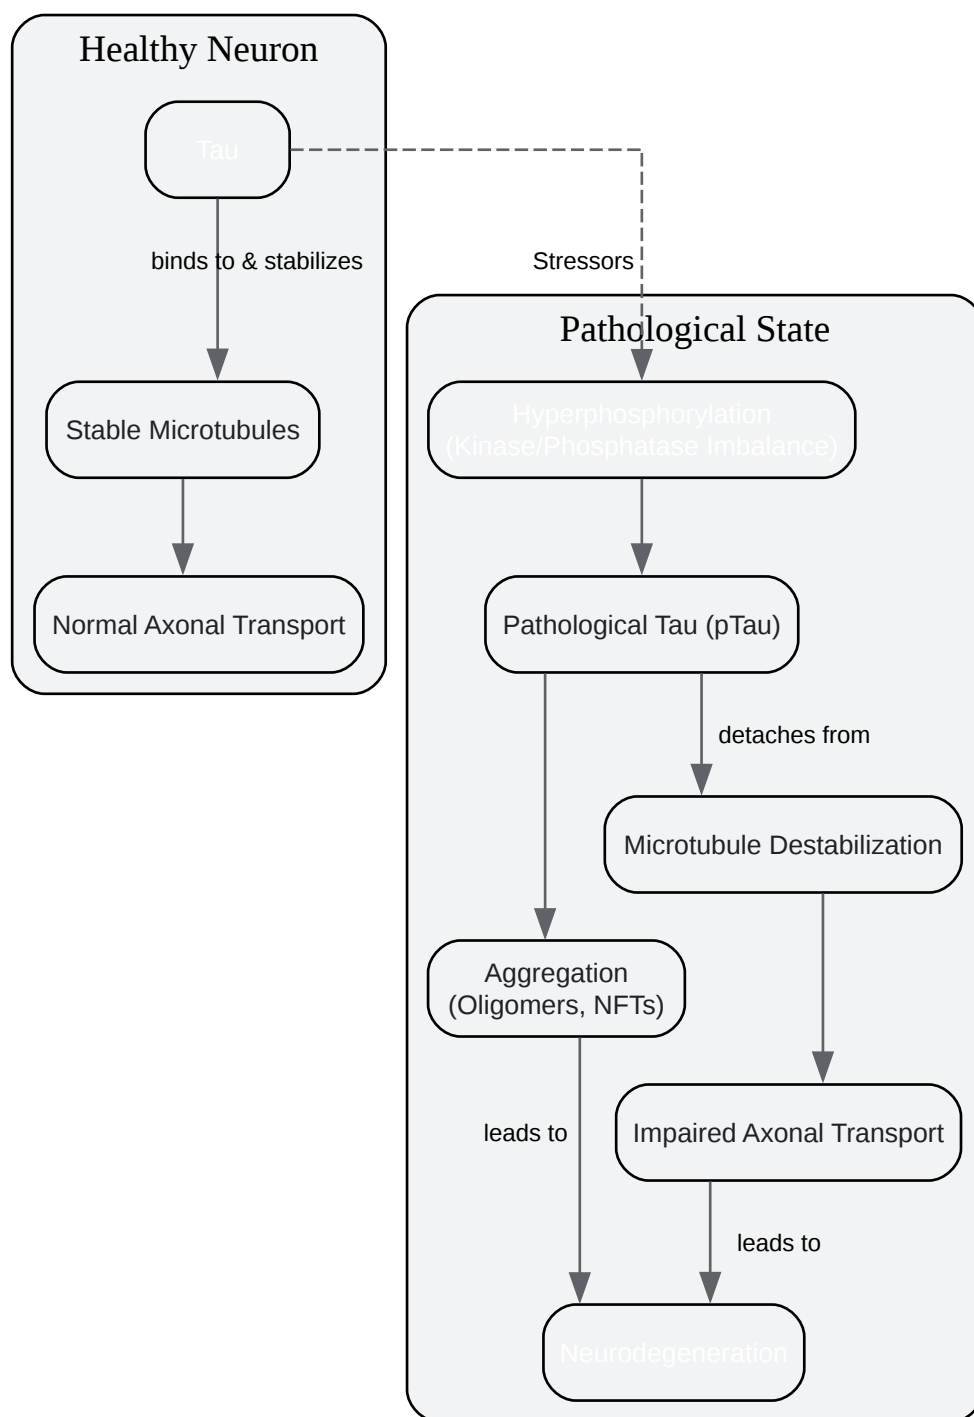 Healthy Neuron
Tau
binds to & stabilizes
Stressors
Pathological State
Stable Microtubules
Hyperphosphorylation
(Kinase/Phosphatase Imbalance)
Normal Axonal Transport
Pathological Tau (pTau)
detaches from
Microtubule Destabilization
Aggregation
(Oligomers, NFTs)
leads to
Impaired Axonal Transport
leads to
Neurodegeneration